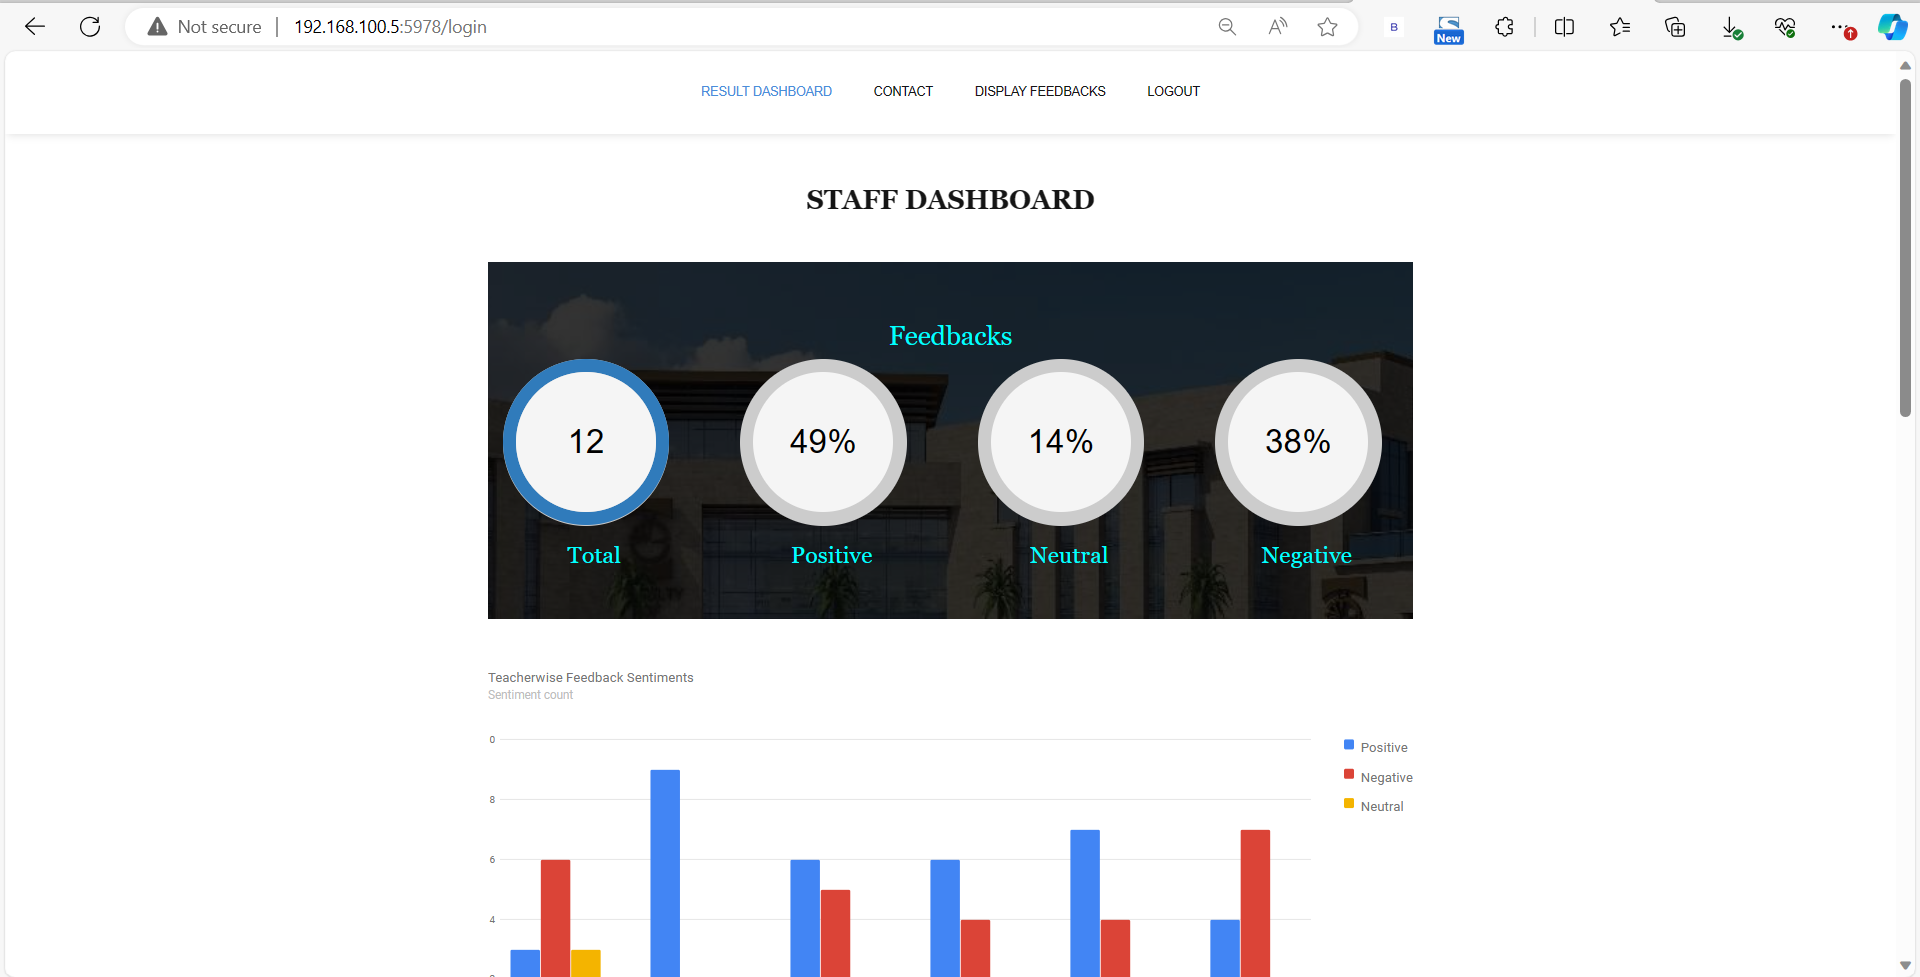 Not secure | 192.168.100.5:5978/login
B
New
RESULT DASHBOARD CONTACT DISPLAY FEEDBACKS LOGOUT
STAFF DASHBOARD
Feedbacks
12 49% 14% 38%
Total Positive Neutral Negative
Teacherwise Feedback Sentiments
Sentiment count
0
8
6
4
Positive
Negative
Neutral